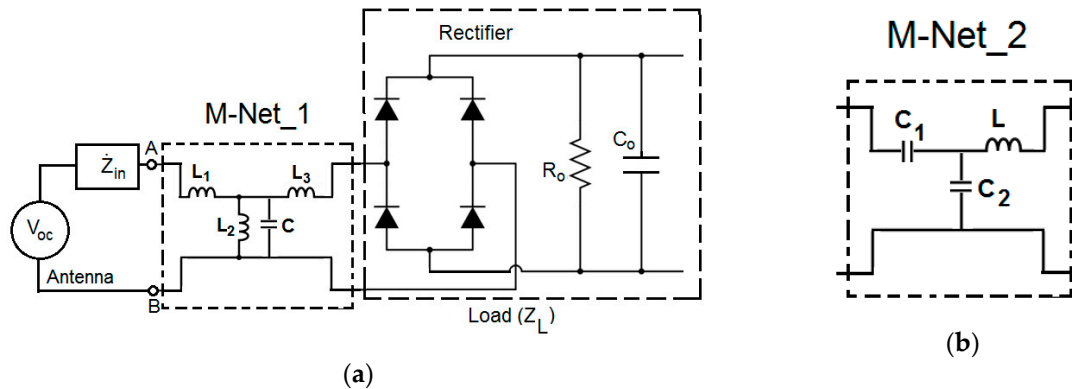 Rectifier
M-Net_1
A
Ż_in
L_1
L_3
L_2
C
V_oc
Antenna
B
R_o
C_o
Load (Z_L)
(a)
M-Net_2
C_1
L
C_2
(b)